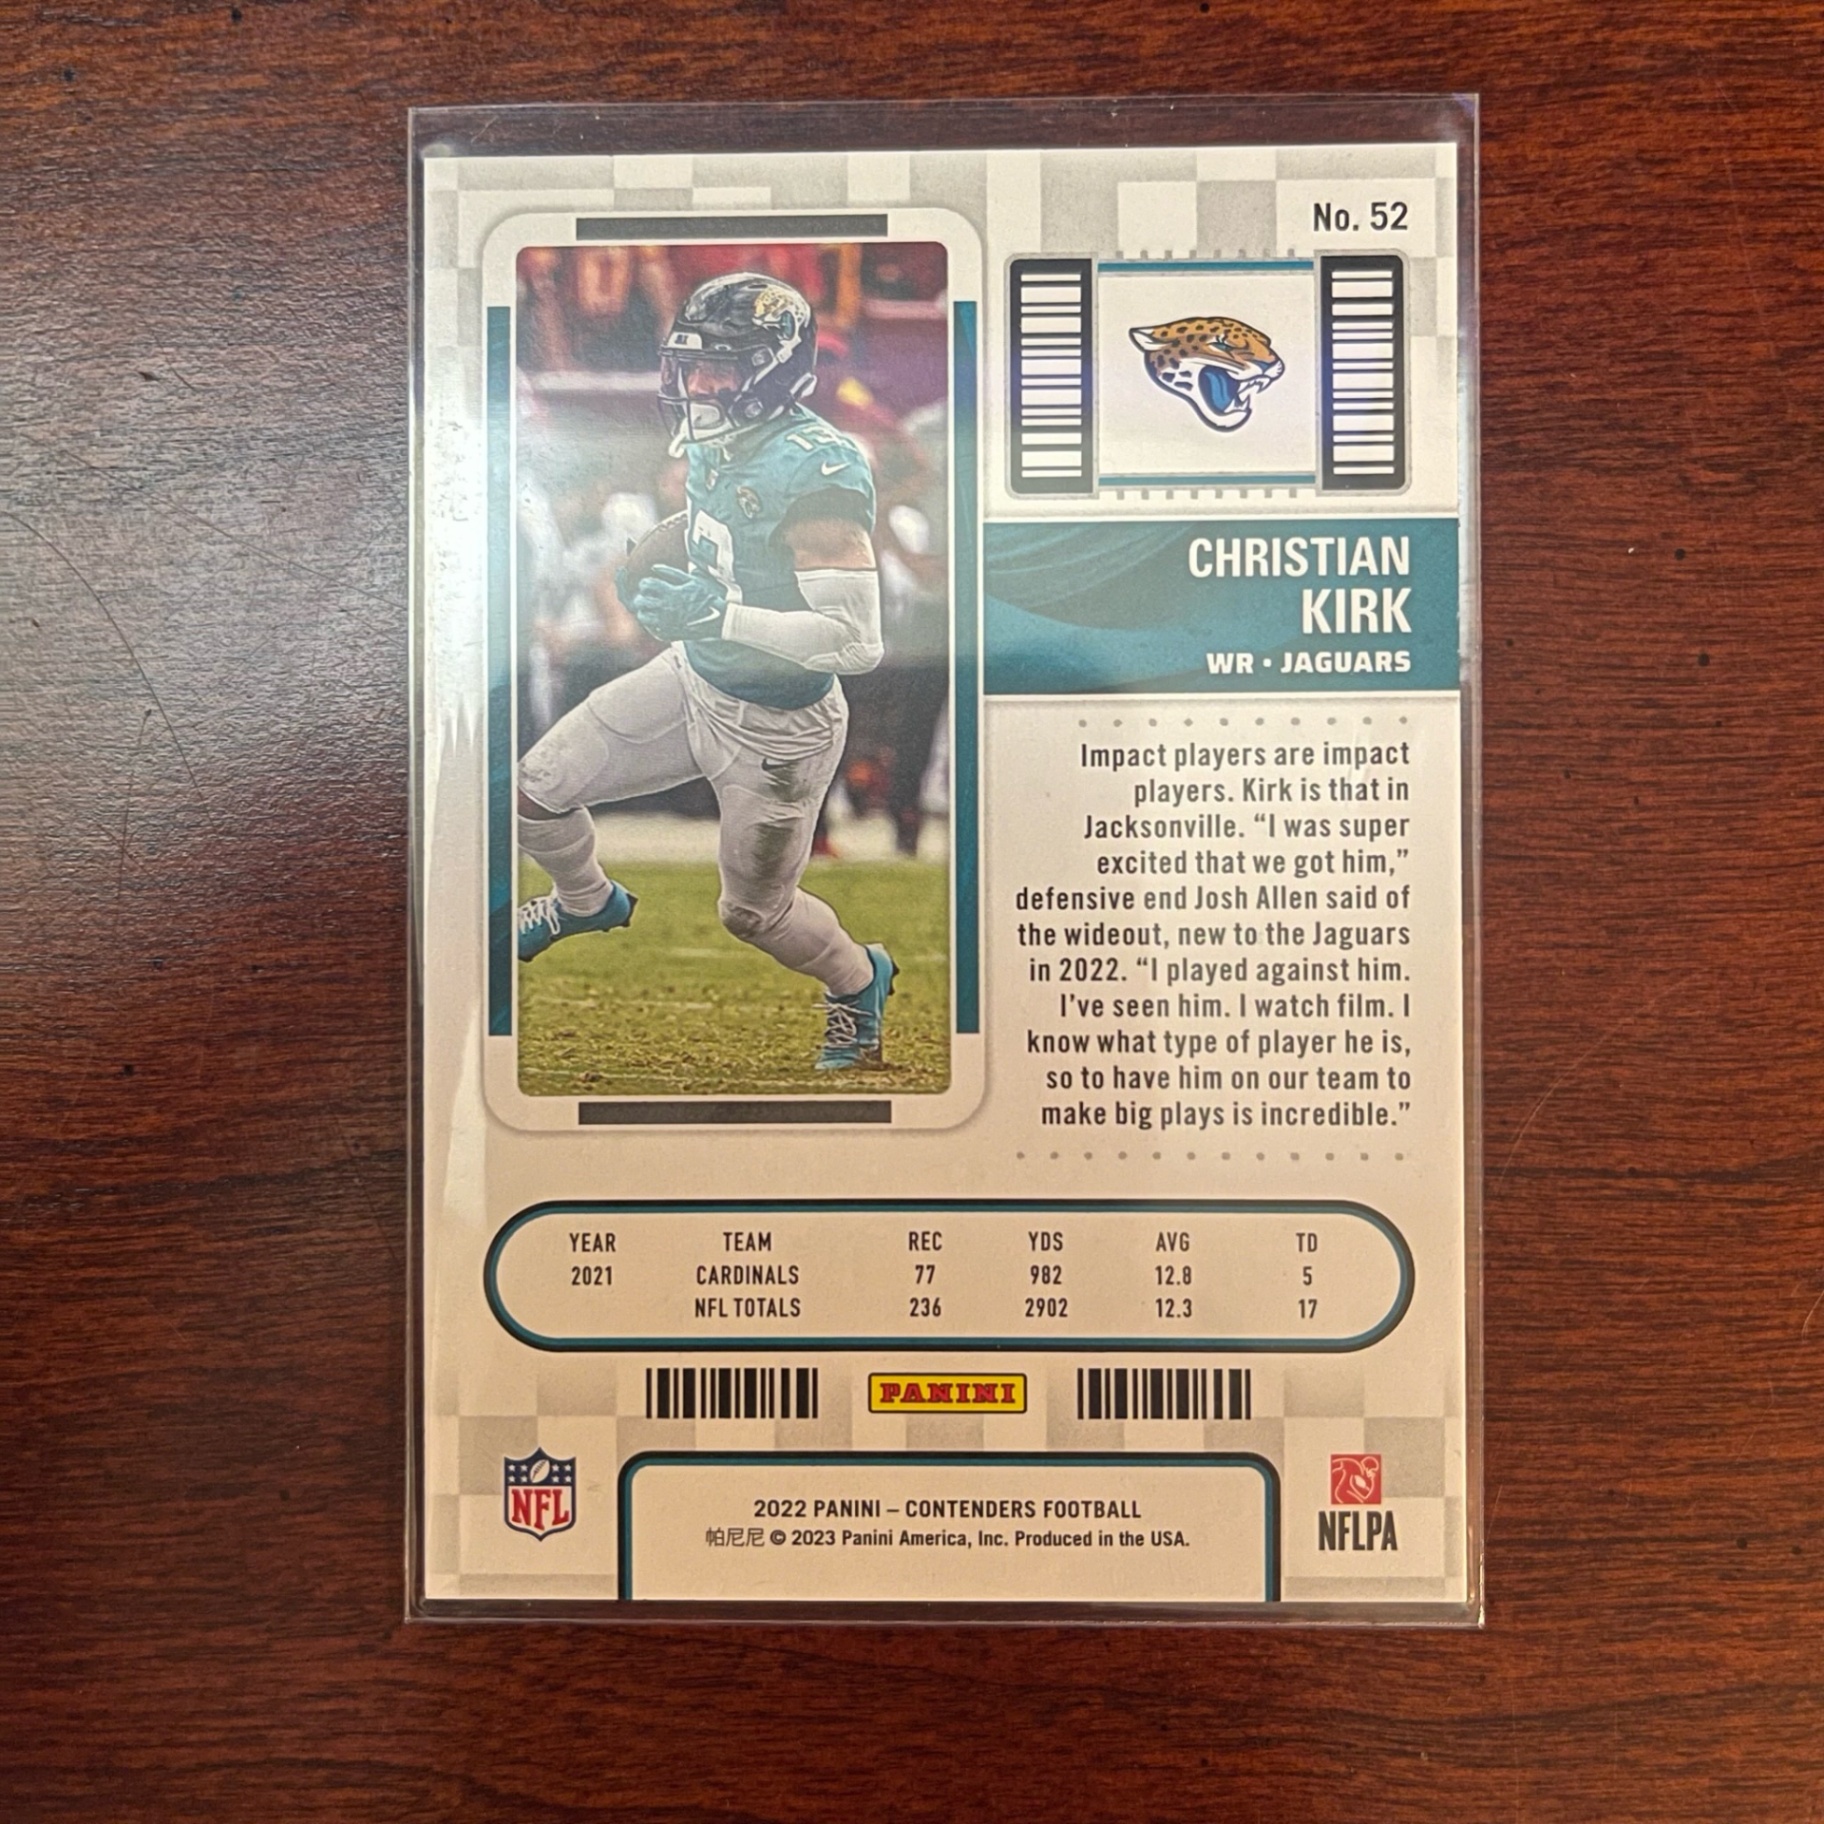 No. 52
CHRISTIAN
KIRK
WR • JAGUARS
Impact players are impact
players. Kirk is that in
Jacksonville. “I was super
excited that we got him,”
defensive end Josh Allen said of
the wideout, new to the Jaguars
in 2022. “I played against him.
I’ve seen him. I watch film. I
know what type of player he is,
so to have him on our team to
make big plays is incredible.”
YEAR TEAM REC YDS AVG TD
2021 CARDINALS 77 982 12.8 5
NFL TOTALS 236 2902 12.3 17
PANINI
NFL
2022 PANINI – CONTENDERS FOOTBALL
帕尼尼 © 2023 Panini America, Inc. Produced in the USA.
NFLPA